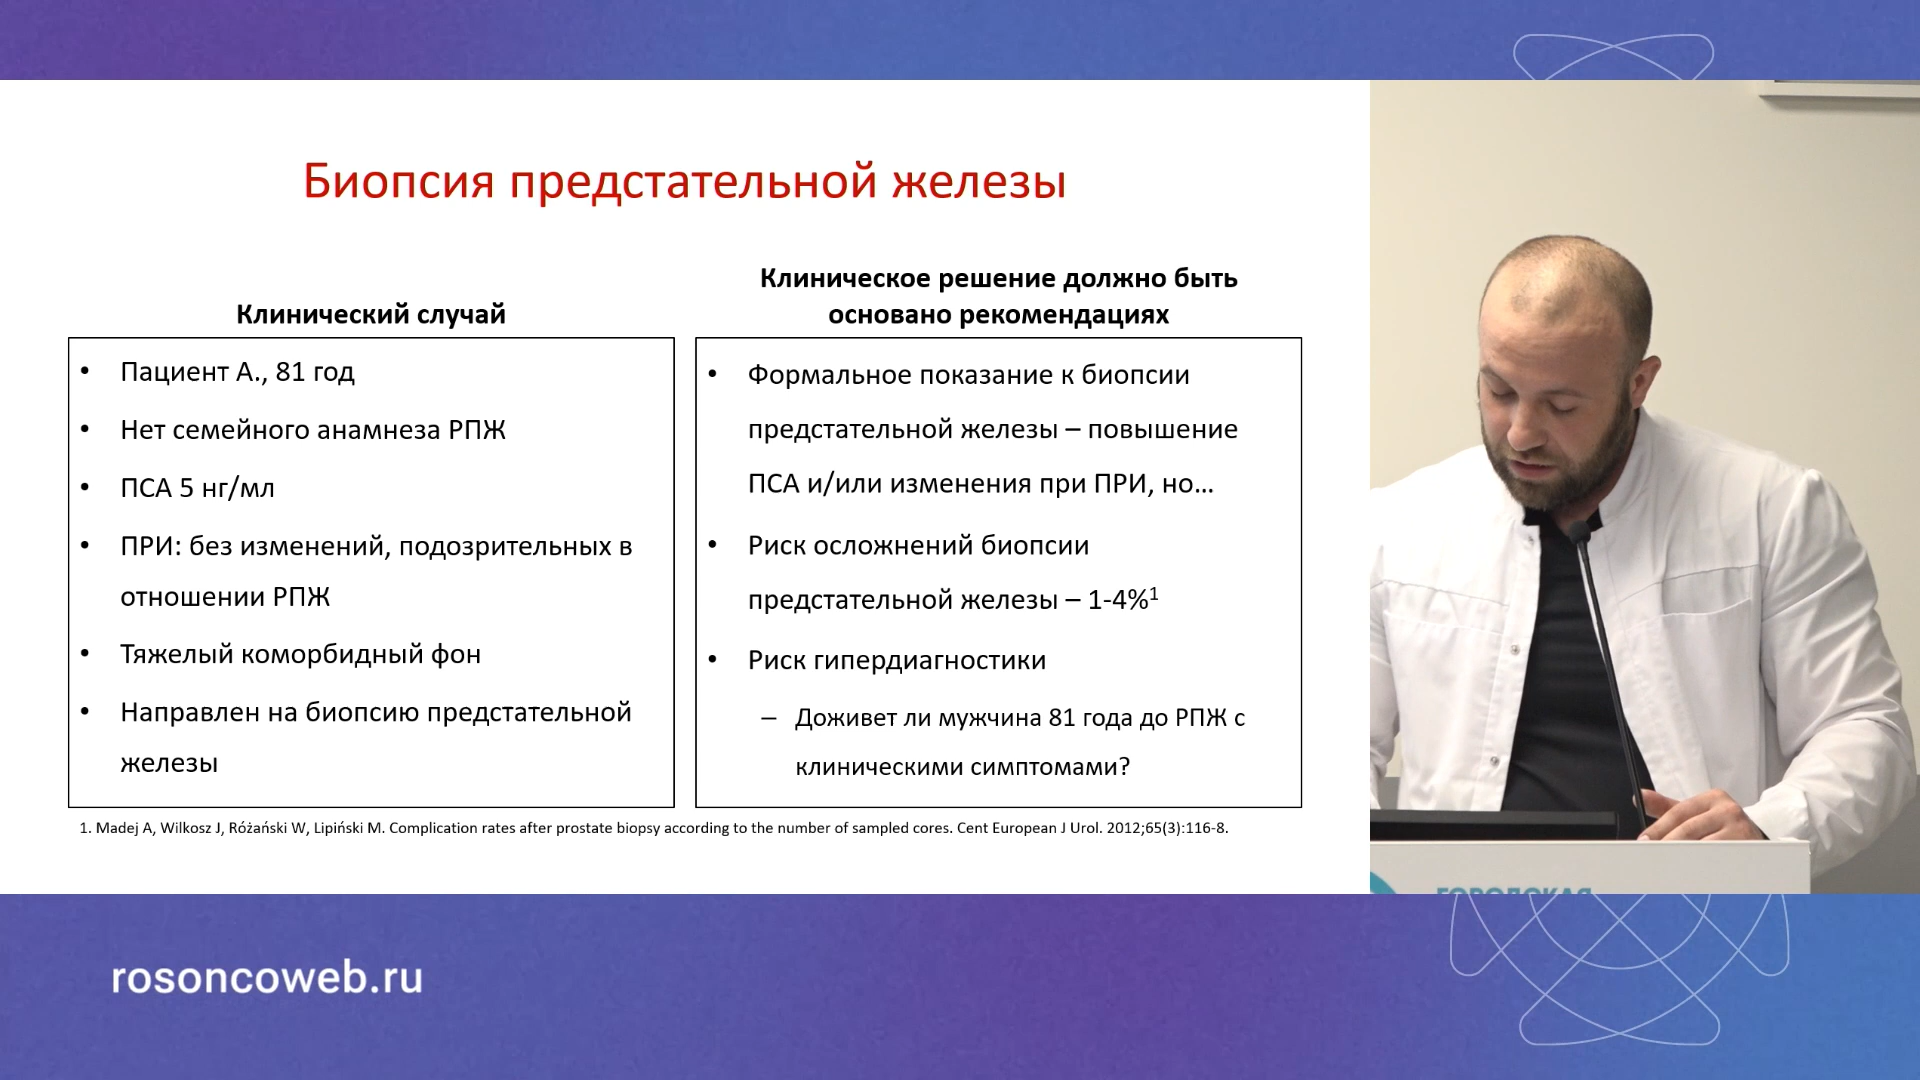 Биопсия предстательной железы
Клинический случай
• Пациент А., 81 год
• Нет семейного анамнеза РПЖ
• ПСА 5 нг/мл
• ПРИ: без изменений, подозрительных в
отношении РПЖ
• Тяжелый коморбидный фон
• Направлен на биопсию предстательной
железы
Клиническое решение должно быть
основано рекомендациях
• Формальное показание к биопсии
предстательной железы – повышение
ПСА и/или изменения при ПРИ, но...
• Риск осложнений биопсии
предстательной железы – 1-4%¹
• Риск гипердиагностики
– Доживет ли мужчина 81 года до РПЖ с
клиническими симптомами?
1. Madej A, Wilkosz J, Różański W, Lipiński M. Complication rates after prostate biopsy according to the number of sampled cores. Cent European J Urol. 2012;65(3):116-8.
ГОРОДСКАЯ
rosoncoweb.ru